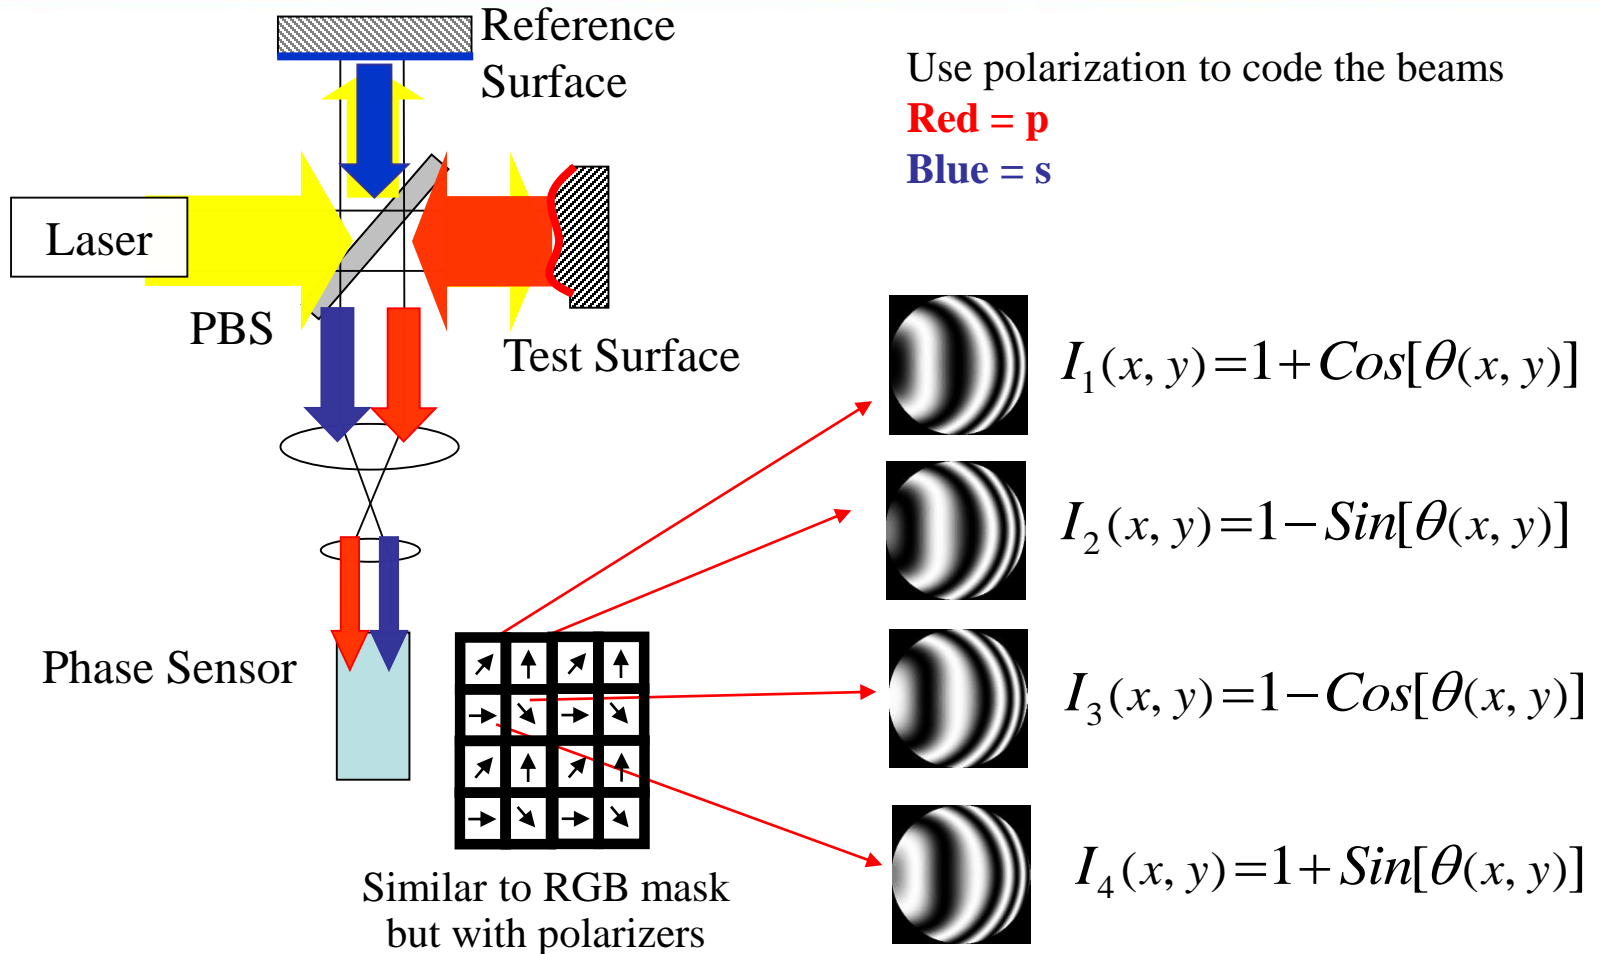 Reference
Surface
Use polarization to code the beams
Red = p
Blue = s
Laser
PBS
Test Surface
I₁(x, y) = 1 + Cos[θ(x, y)]
I₂(x, y) = 1 − Sin[θ(x, y)]
Phase Sensor
I₃(x, y) = 1 − Cos[θ(x, y)]
I₄(x, y) = 1 + Sin[θ(x, y)]
Similar to RGB mask
but with polarizers